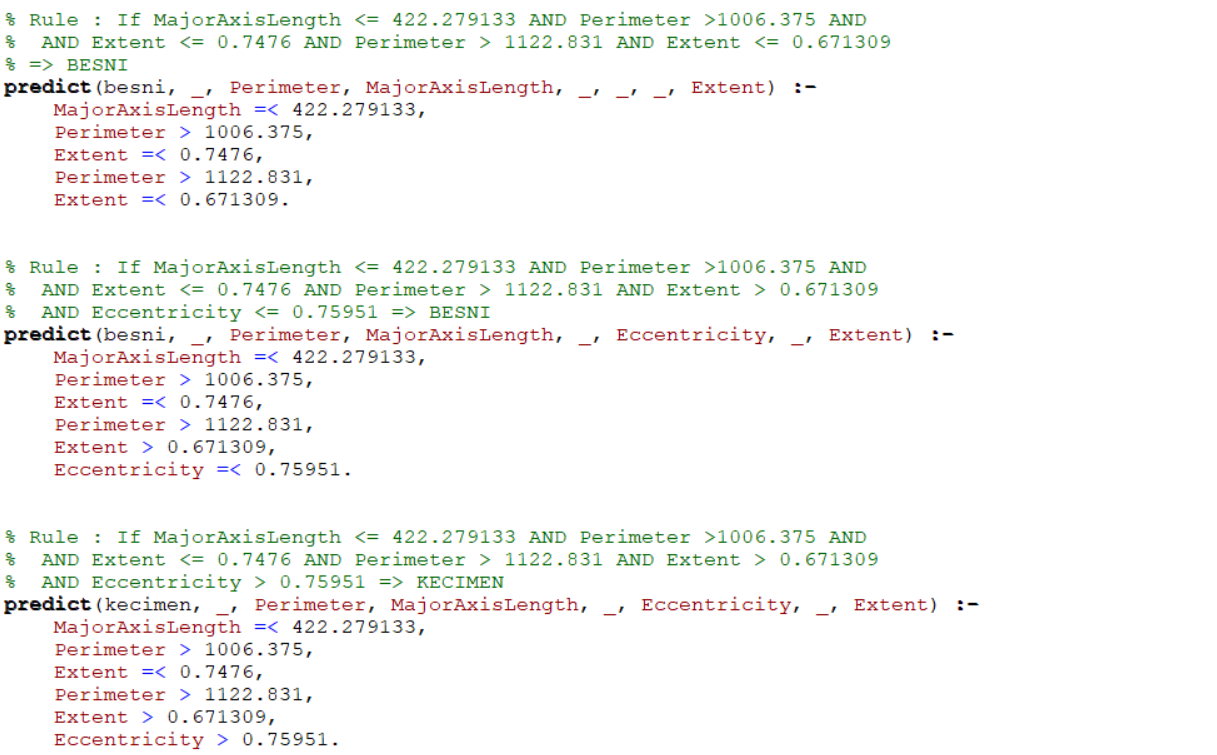 % Rule : If MajorAxisLength <= 422.279133 AND Perimeter >1006.375 AND
%  AND Extent <= 0.7476 AND Perimeter > 1122.831 AND Extent <= 0.671309
% => BESNI
predict(besni, _, Perimeter, MajorAxisLength, _, _, _, Extent) :-
    MajorAxisLength =< 422.279133,
    Perimeter > 1006.375,
    Extent =< 0.7476,
    Perimeter > 1122.831,
    Extent =< 0.671309.
% Rule : If MajorAxisLength <= 422.279133 AND Perimeter >1006.375 AND
%  AND Extent <= 0.7476 AND Perimeter > 1122.831 AND Extent > 0.671309
%  AND Eccentricity <= 0.75951 => BESNI
predict(besni, _, Perimeter, MajorAxisLength, _, Eccentricity, _, Extent) :-
    MajorAxisLength =< 422.279133,
    Perimeter > 1006.375,
    Extent =< 0.7476,
    Perimeter > 1122.831,
    Extent > 0.671309,
    Eccentricity =< 0.75951.
% Rule : If MajorAxisLength <= 422.279133 AND Perimeter >1006.375 AND
%  AND Extent <= 0.7476 AND Perimeter > 1122.831 AND Extent > 0.671309
%  AND Eccentricity > 0.75951 => KECIMEN
predict(kecimen, _, Perimeter, MajorAxisLength, _, Eccentricity, _, Extent) :-
    MajorAxisLength =< 422.279133,
    Perimeter > 1006.375,
    Extent =< 0.7476,
    Perimeter > 1122.831,
    Extent > 0.671309,
    Eccentricity > 0.75951.